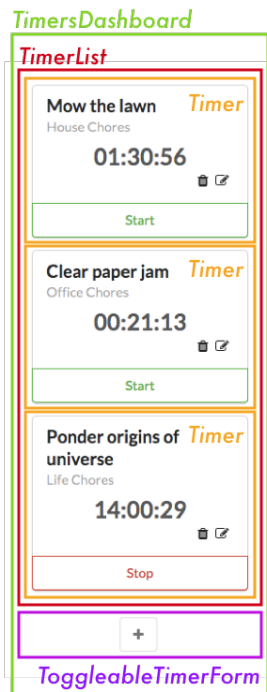 TimersDashboard
TimerList
Mow the lawn Timer
House Chores
01:30:56
Start
Clear paper jam Timer
Office Chores
00:21:13
Start
Ponder origins of Timer
universe
Life Chores
14:00:29
Stop
+
ToggleableTimerForm